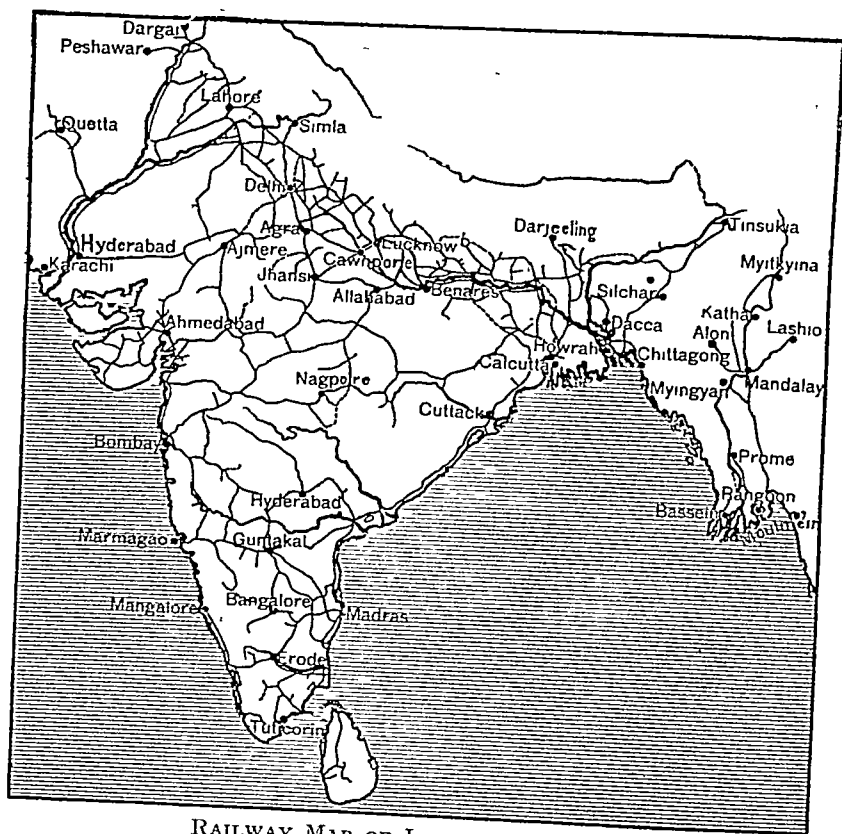 Dargai
Peshawar
Lahore
Quetta
Simla
Delhi
Agra
Lucknow
Darjeeling
Tinsukia
Hyderabad
Ajmere
Cawnpore
Karachi
Jhansi
Myitkyina
Allahabad
Benares
Silchar
Katha
Ahmedabad
Dacca
Alon
Lashio
Howrah
Calcutta
Chittagong
Nagpore
Myingyan
Mandalay
Cuttack
Bombay
Prome
Hyderabad
Rangoon
Bassein
Moulmein
Marmagao
Guntakal
Mangalore
Bangalore
Madras
Erode
Tuticorin
RAILWAY MAP OF